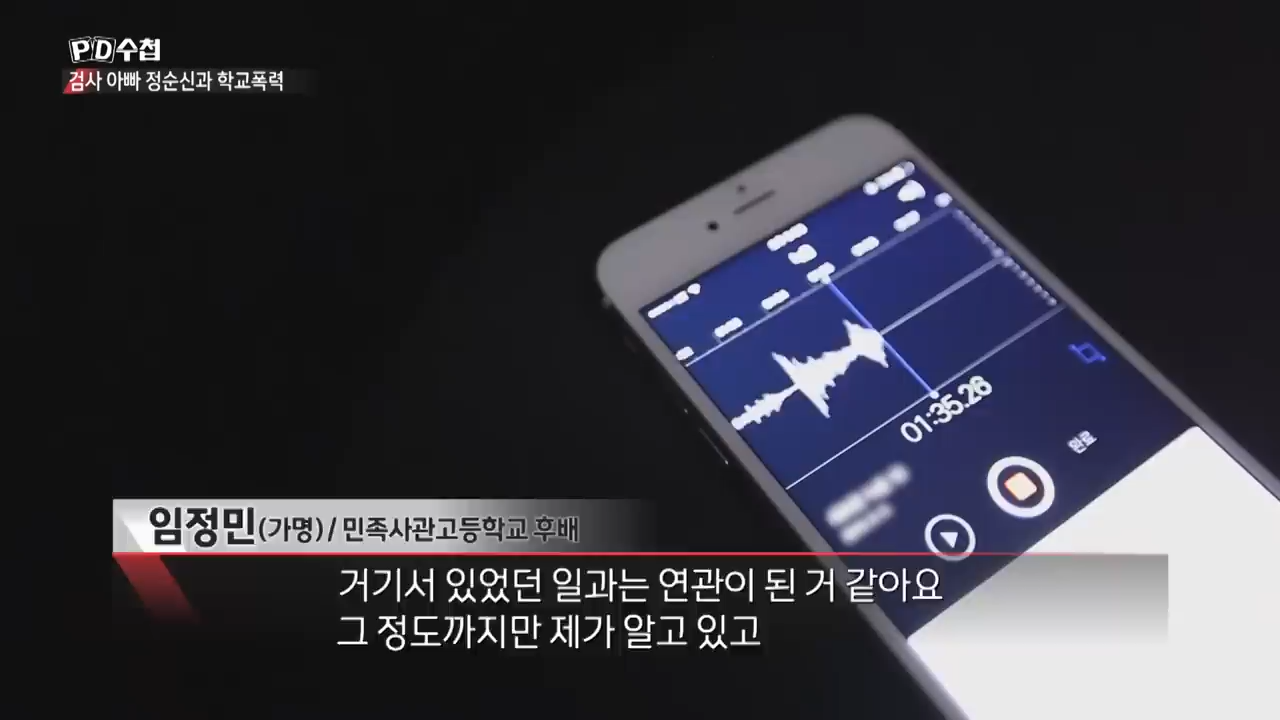 PD수첩
검사 아빠 정순신과 학교폭력
01:35.26
완료
임정민(가명) / 민족사관고등학교 후배
거기서 있었던 일과는 연관이 된 거 같아요
그 정도까지만 제가 알고 있고